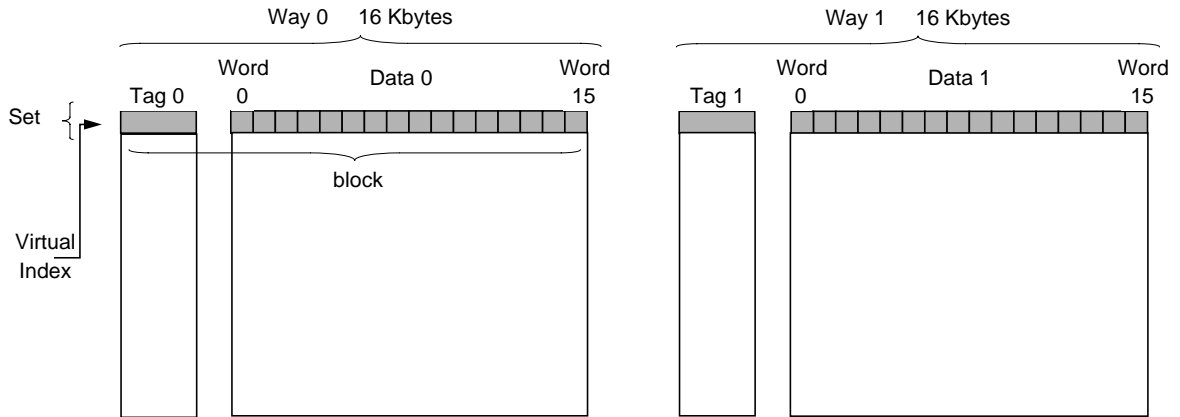 Way 0 16 Kbytes
Way 1 16 Kbytes
Word Data 0 Word
Word Data 1 Word
Tag 0 0 15
Tag 1 0 15
Set
block
Virtual
Index